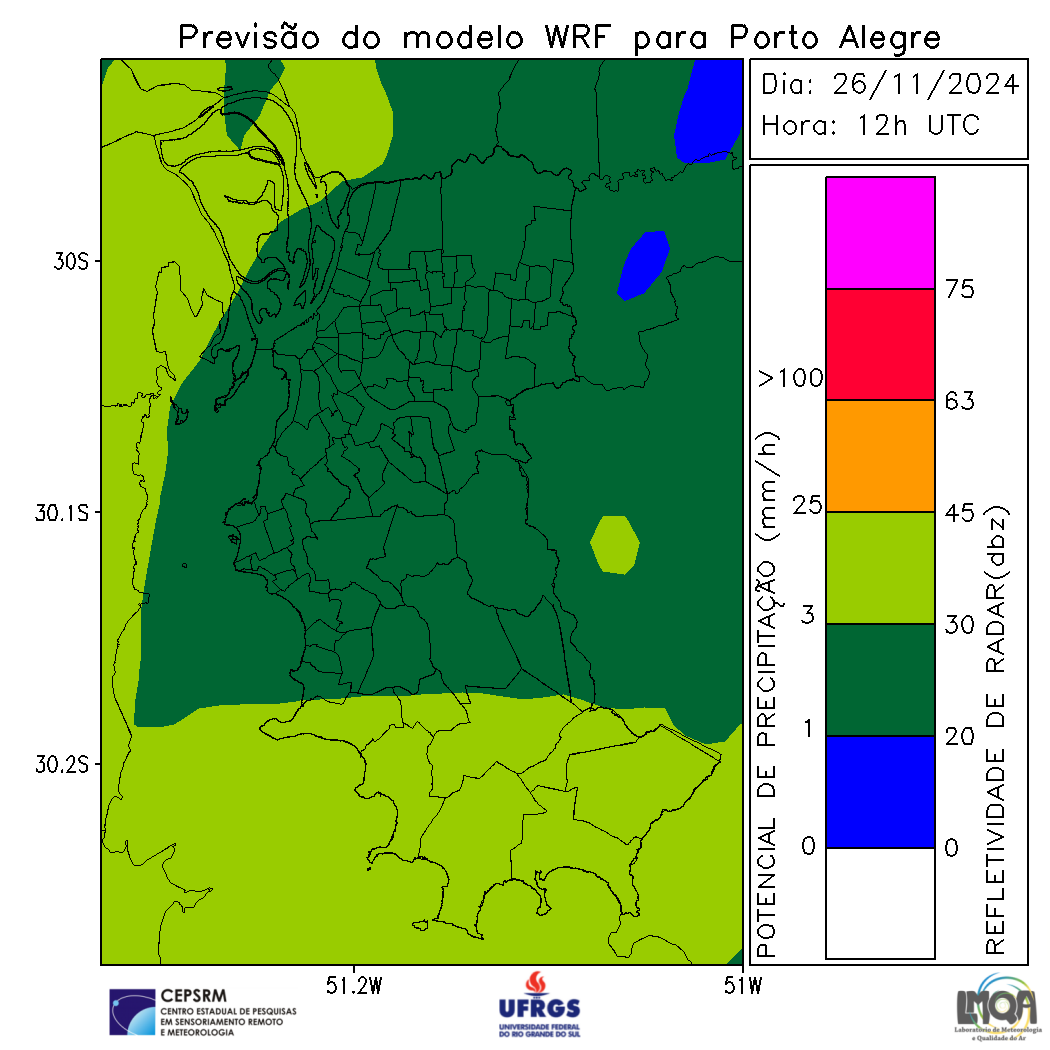 Previsão do modelo WRF para Porto Alegre
Dia: 26/11/2024
Hora: 12h UTC
30S
30.1S
30.2S
51.2W
51W
POTENCIAL DE PRECIPITAÇÃO (mm/h)
>100
25
3
1
0
75
63
45
30
20
0
REFLETIVIDADE DE RADAR(dbz)
CEPSRM
CENTRO ESTADUAL DE PESQUISAS
EM SENSORIAMENTO REMOTO
E METEOROLOGIA
UFRGS
UNIVERSIDADE FEDERAL
DO RIO GRANDE DO SUL
LMQA
Laboratório de Meteorologia
e Qualidade do Ar